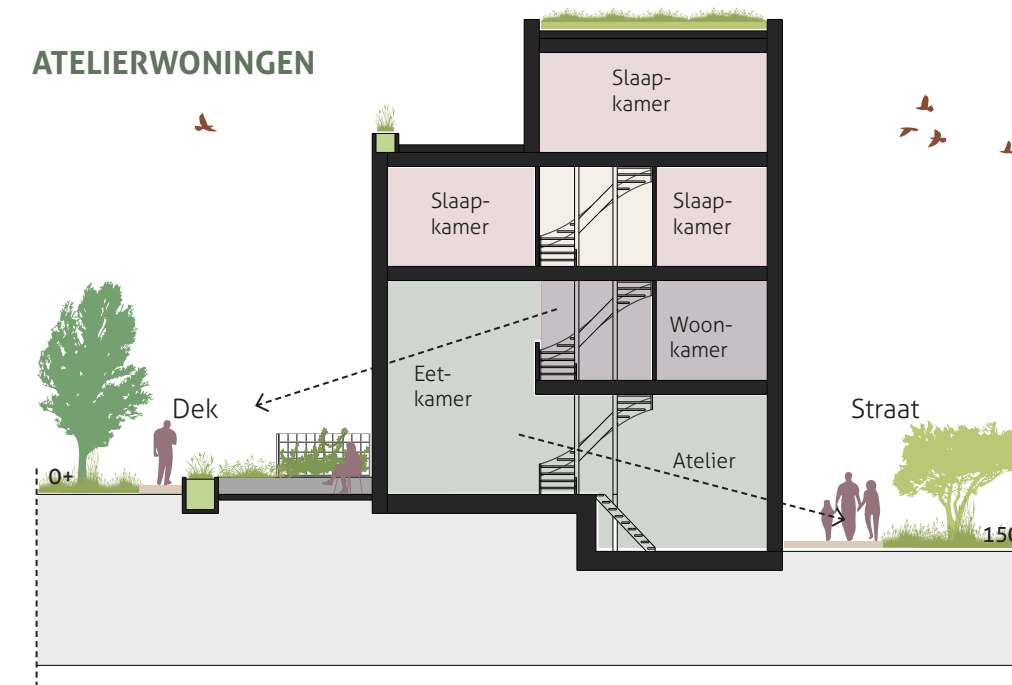 ATELIERWONINGEN
Slaap-
kamer
Slaap-
kamer
Slaap-
kamer
Woon-
kamer
Eet-
kamer
Dek
Straat
Atelier
0+
150